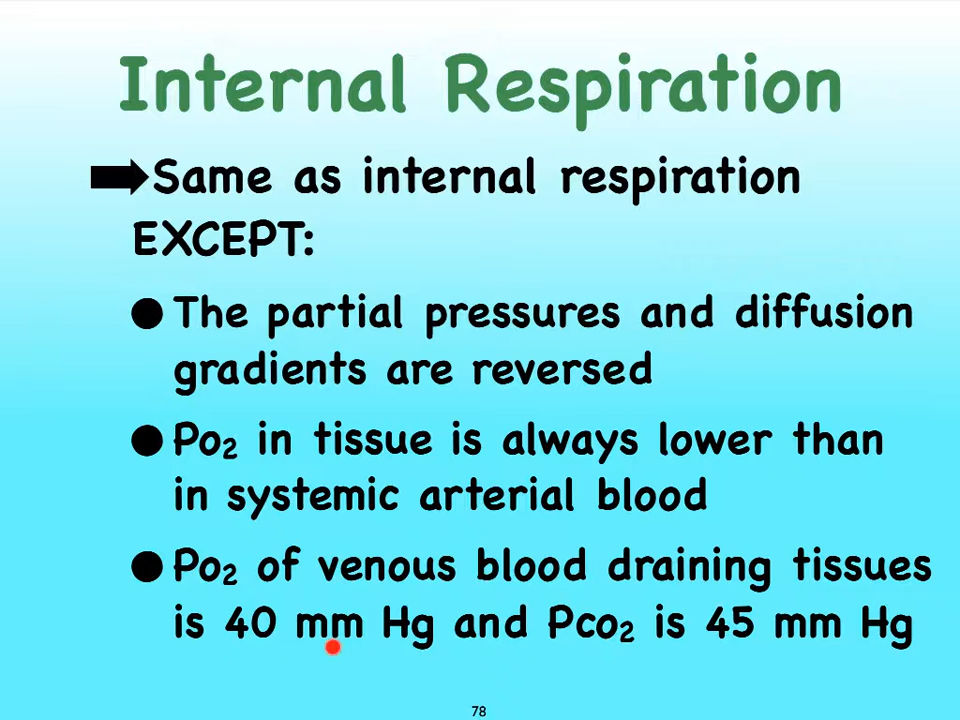 Internal Respiration
Same as internal respiration
EXCEPT:
● The partial pressures and diffusion
gradients are reversed
● Po₂ in tissue is always lower than
in systemic arterial blood
● Po₂ of venous blood draining tissues
is 40 mm Hg and Pco₂ is 45 mm Hg
78